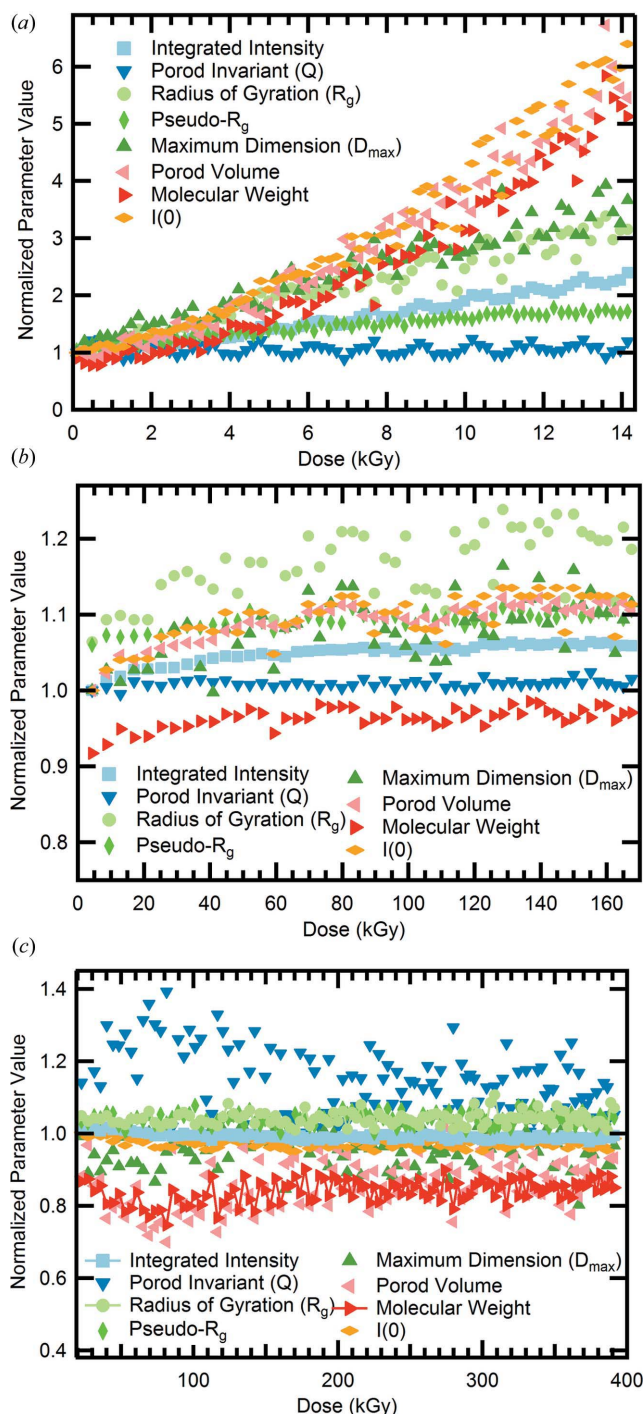 (a)
6
5
4
3
2
1
0
Normalized Parameter Value
Integrated Intensity
Porod Invariant (Q)
Radius of Gyration (Rg)
Pseudo-Rg
Maximum Dimension (Dmax)
Porod Volume
Molecular Weight
I(0)
0 2 4 6 8 10 12 14
Dose (kGy)
(b)
1.2
1.1
1.0
0.9
0.8
Normalized Parameter Value
Integrated Intensity
Porod Invariant (Q)
Radius of Gyration (Rg)
Pseudo-Rg
Maximum Dimension (Dmax)
Porod Volume
Molecular Weight
I(0)
0 20 40 60 80 100 120 140 160
Dose (kGy)
(c)
1.4
1.2
1.0
0.8
0.6
0.4
Normalized Parameter Value
Integrated Intensity
Porod Invariant (Q)
Radius of Gyration (Rg)
Pseudo-Rg
Maximum Dimension (Dmax)
Porod Volume
Molecular Weight
I(0)
100 200 300 400
Dose (kGy)